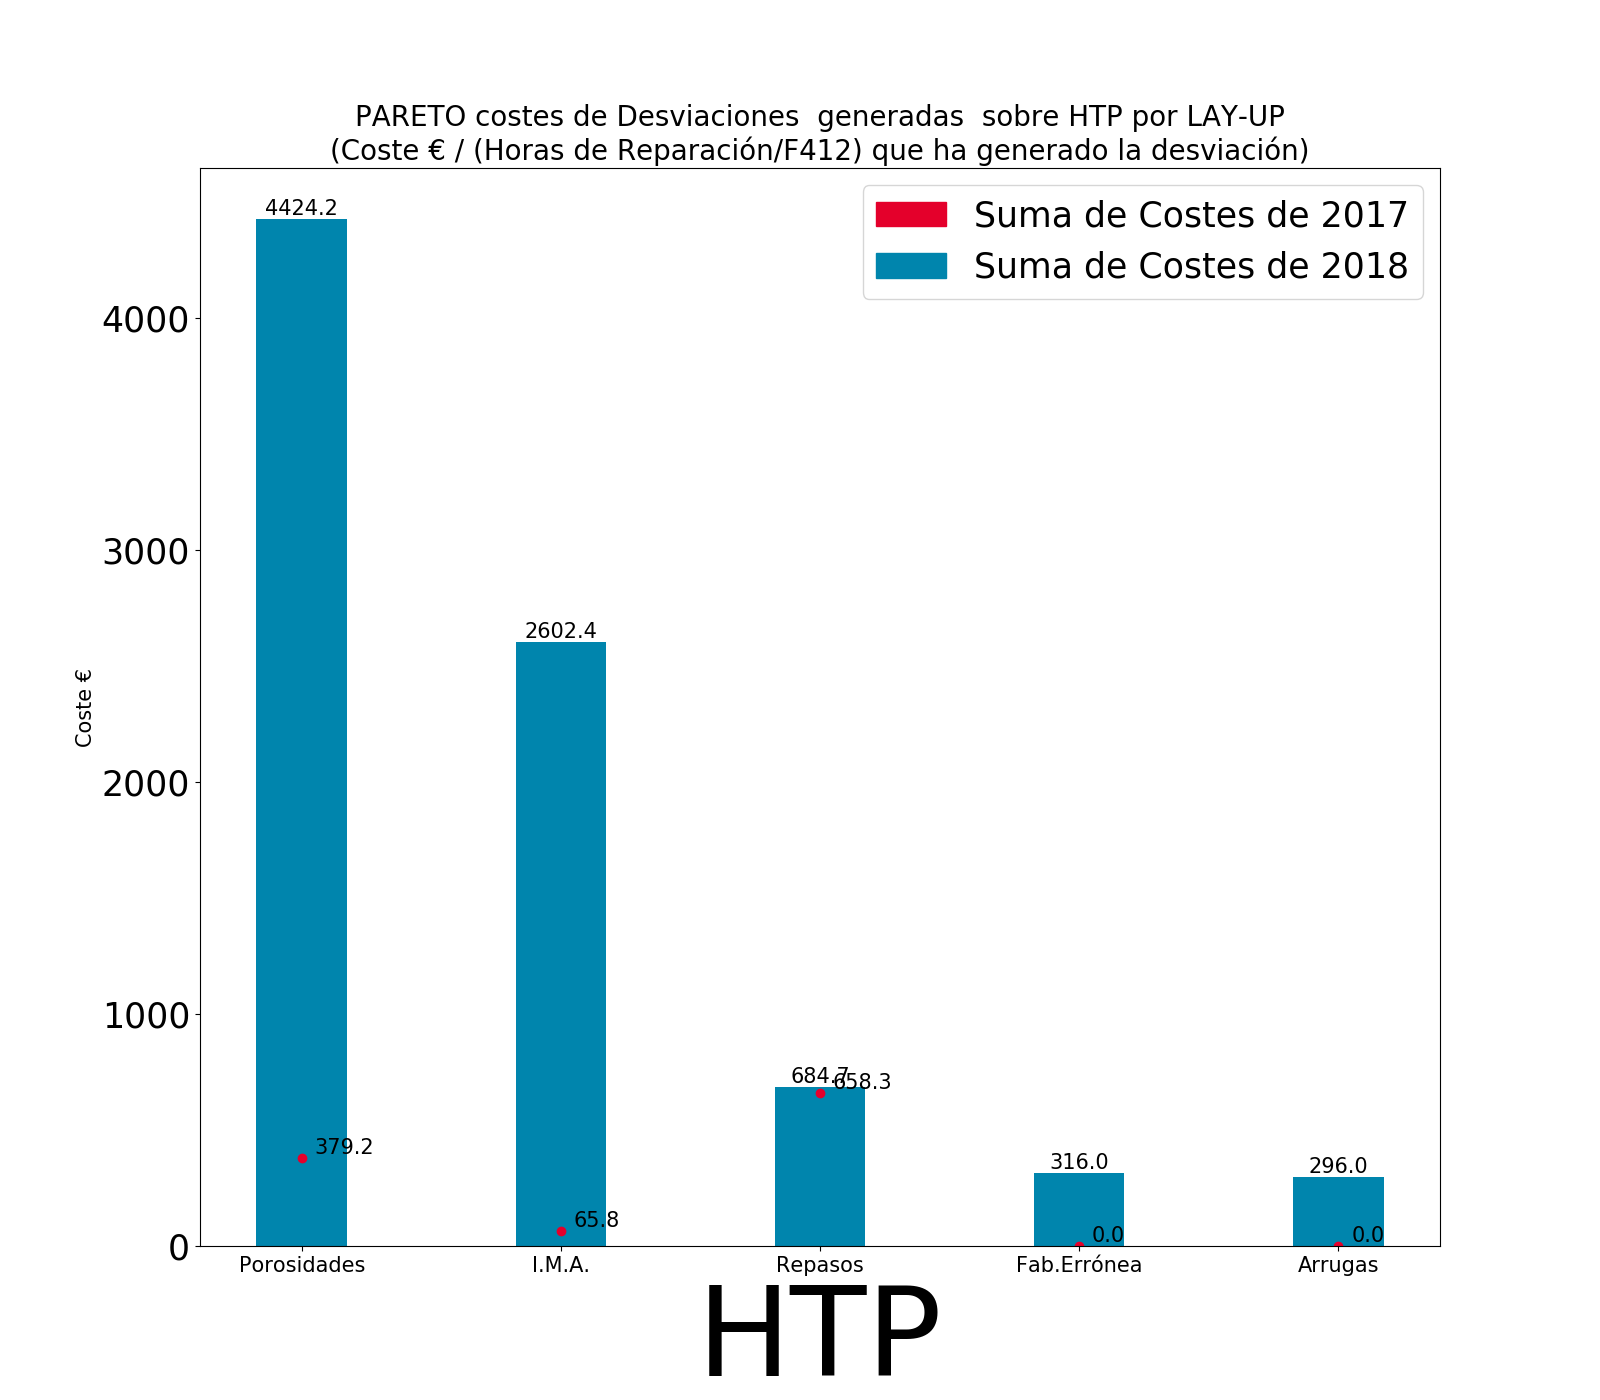 PARETO costes de Desviaciones  generadas  sobre HTP por LAY-UP
(Coste € / (Horas de Reparación/F412) que ha generado la desviación)
Suma de Costes de 2017
Suma de Costes de 2018
Coste €
4000
3000
2000
1000
0
4424.2
379.2
2602.4
65.8
684.7
658.3
316.0
0.0
296.0
0.0
Porosidades
I.M.A.
Repasos
Fab.Errónea
Arrugas
HTP